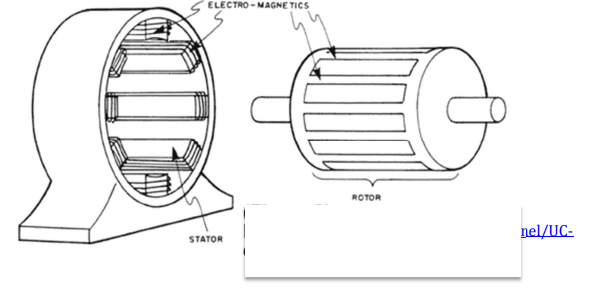 ELECTRO-MAGNETICS
ROTOR
STATOR
nel/UC-